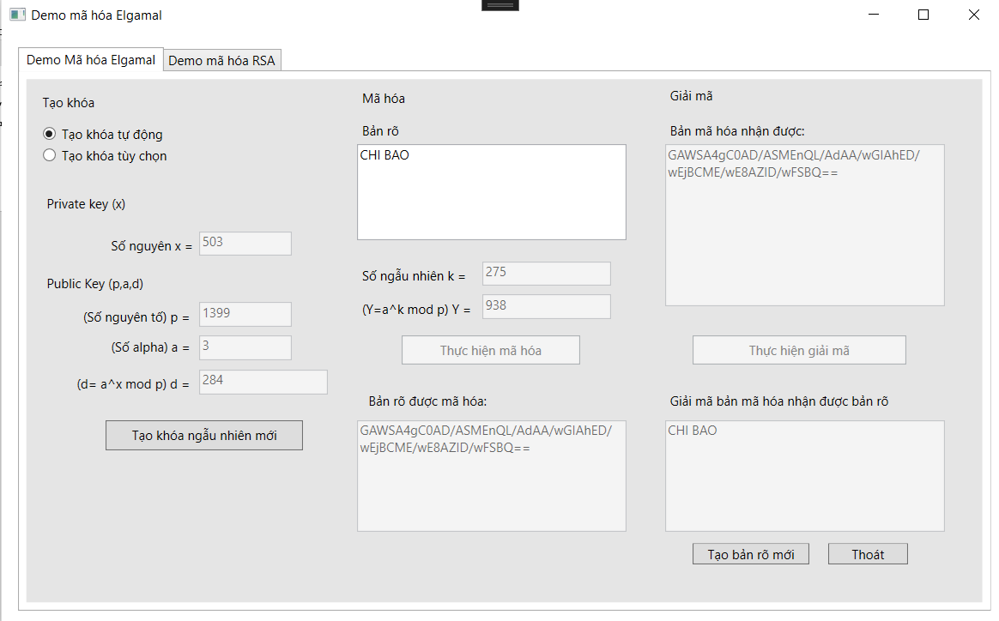 Demo mã hóa Elgamal
Demo Mã hóa Elgamal
Demo mã hóa RSA
Tạo khóa
Tạo khóa tự động
Tạo khóa tùy chọn
Private key (x)
Số nguyên x = 503
Public Key (p,a,d)
(Số nguyên tố) p = 1399
(Số alpha) a = 3
(d= a^x mod p) d = 284
Tạo khóa ngẫu nhiên mới
Mã hóa
Bản rõ
CHI BAO
Số ngẫu nhiên k = 275
(Y=a^k mod p) Y = 938
Thực hiện mã hóa
Bản rõ được mã hóa:
GAWSA4gC0AD/ASMEnQL/AdAA/wGIAhED/
wEjBCME/wE8AZID/wFSBQ==
Giải mã
Bản mã hóa nhận được:
GAWSA4gC0AD/ASMEnQL/AdAA/wGIAhED/
wEjBCME/wE8AZID/wFSBQ==
Thực hiện giải mã
Giải mã bản mã hóa nhận được bản rõ
CHI BAO
Tạo bản rõ mới
Thoát